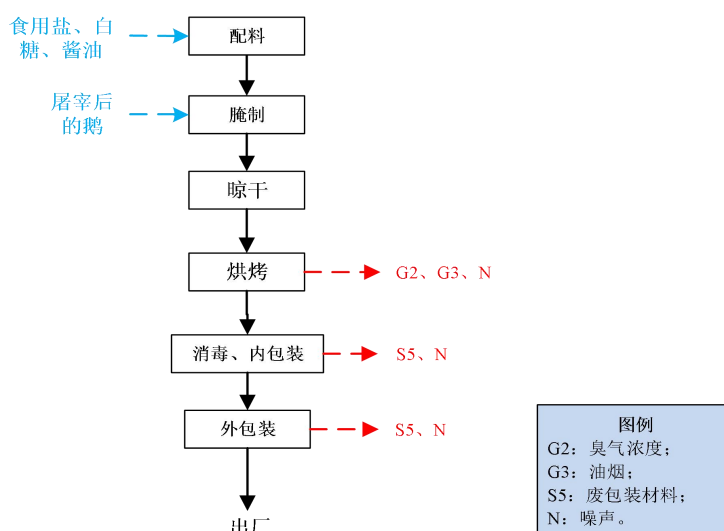 食用盐、白
糖、酱油
配料
屠宰后
的鹅
腌制
晾干
烘烤
G2、G3、N
消毒、内包装
S5、N
外包装
S5、N
出厂
图例
G2：臭气浓度；
G3：油烟；
S5：废包装材料；
N：噪声。